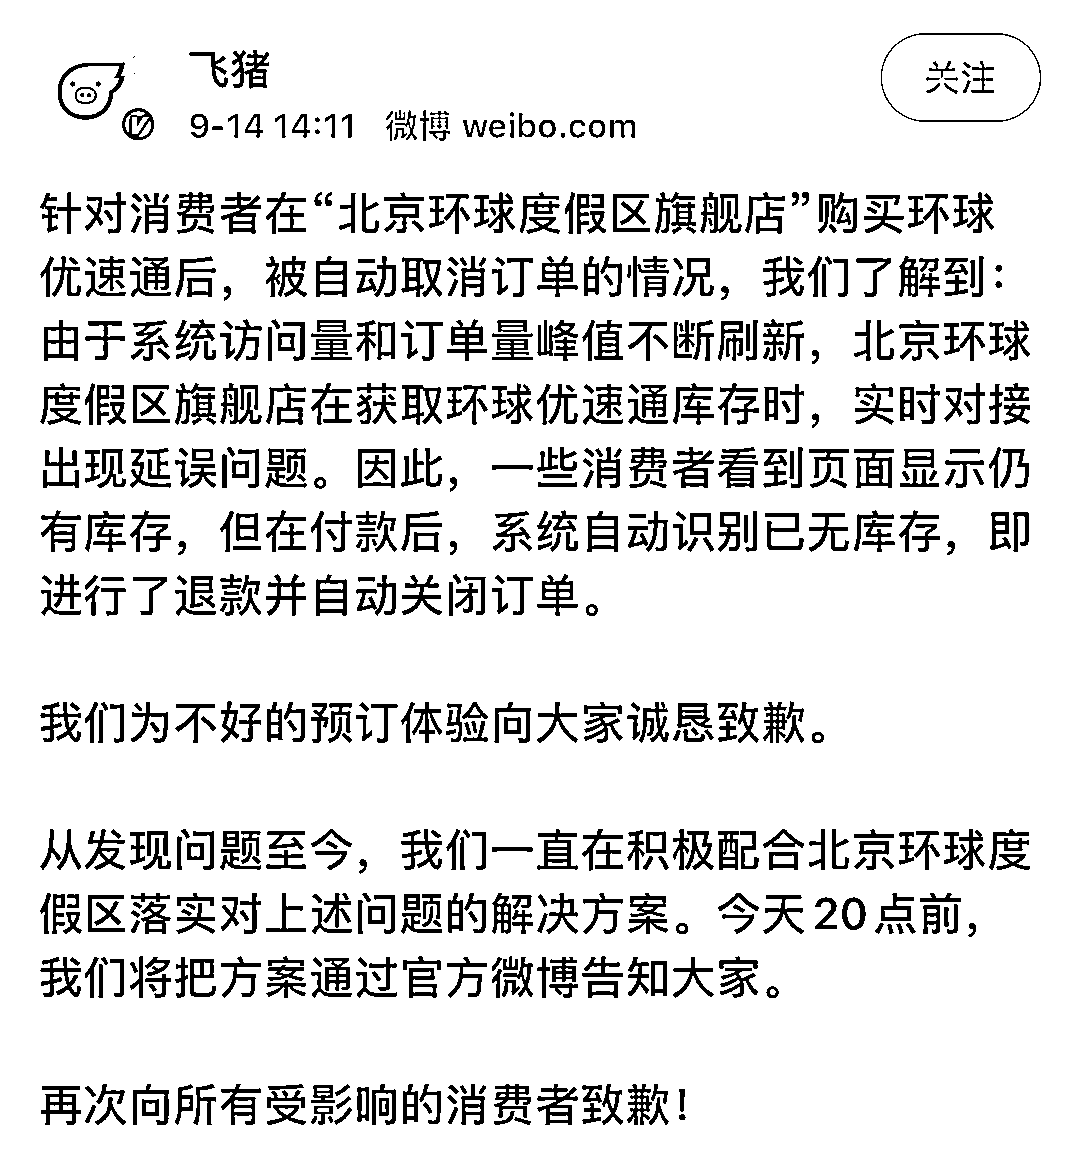 飞猪
关注
9-14 14:11 微博 weibo.com
针对消费者在“北京环球度假区旗舰店”购买环球
优速通后，被自动取消订单的情况，我们了解到：
由于系统访问量和订单量峰值不断刷新，北京环球
度假区旗舰店在获取环球优速通库存时，实时对接
出现延误问题。因此，一些消费者看到页面显示仍
有库存，但在付款后，系统自动识别已无库存，即
进行了退款并自动关闭订单。
我们为不好的预订体验向大家诚恳致歉。
从发现问题至今，我们一直在积极配合北京环球度
假区落实对上述问题的解决方案。今天20点前，
我们将把方案通过官方微博告知大家。
再次向所有受影响的消费者致歉！